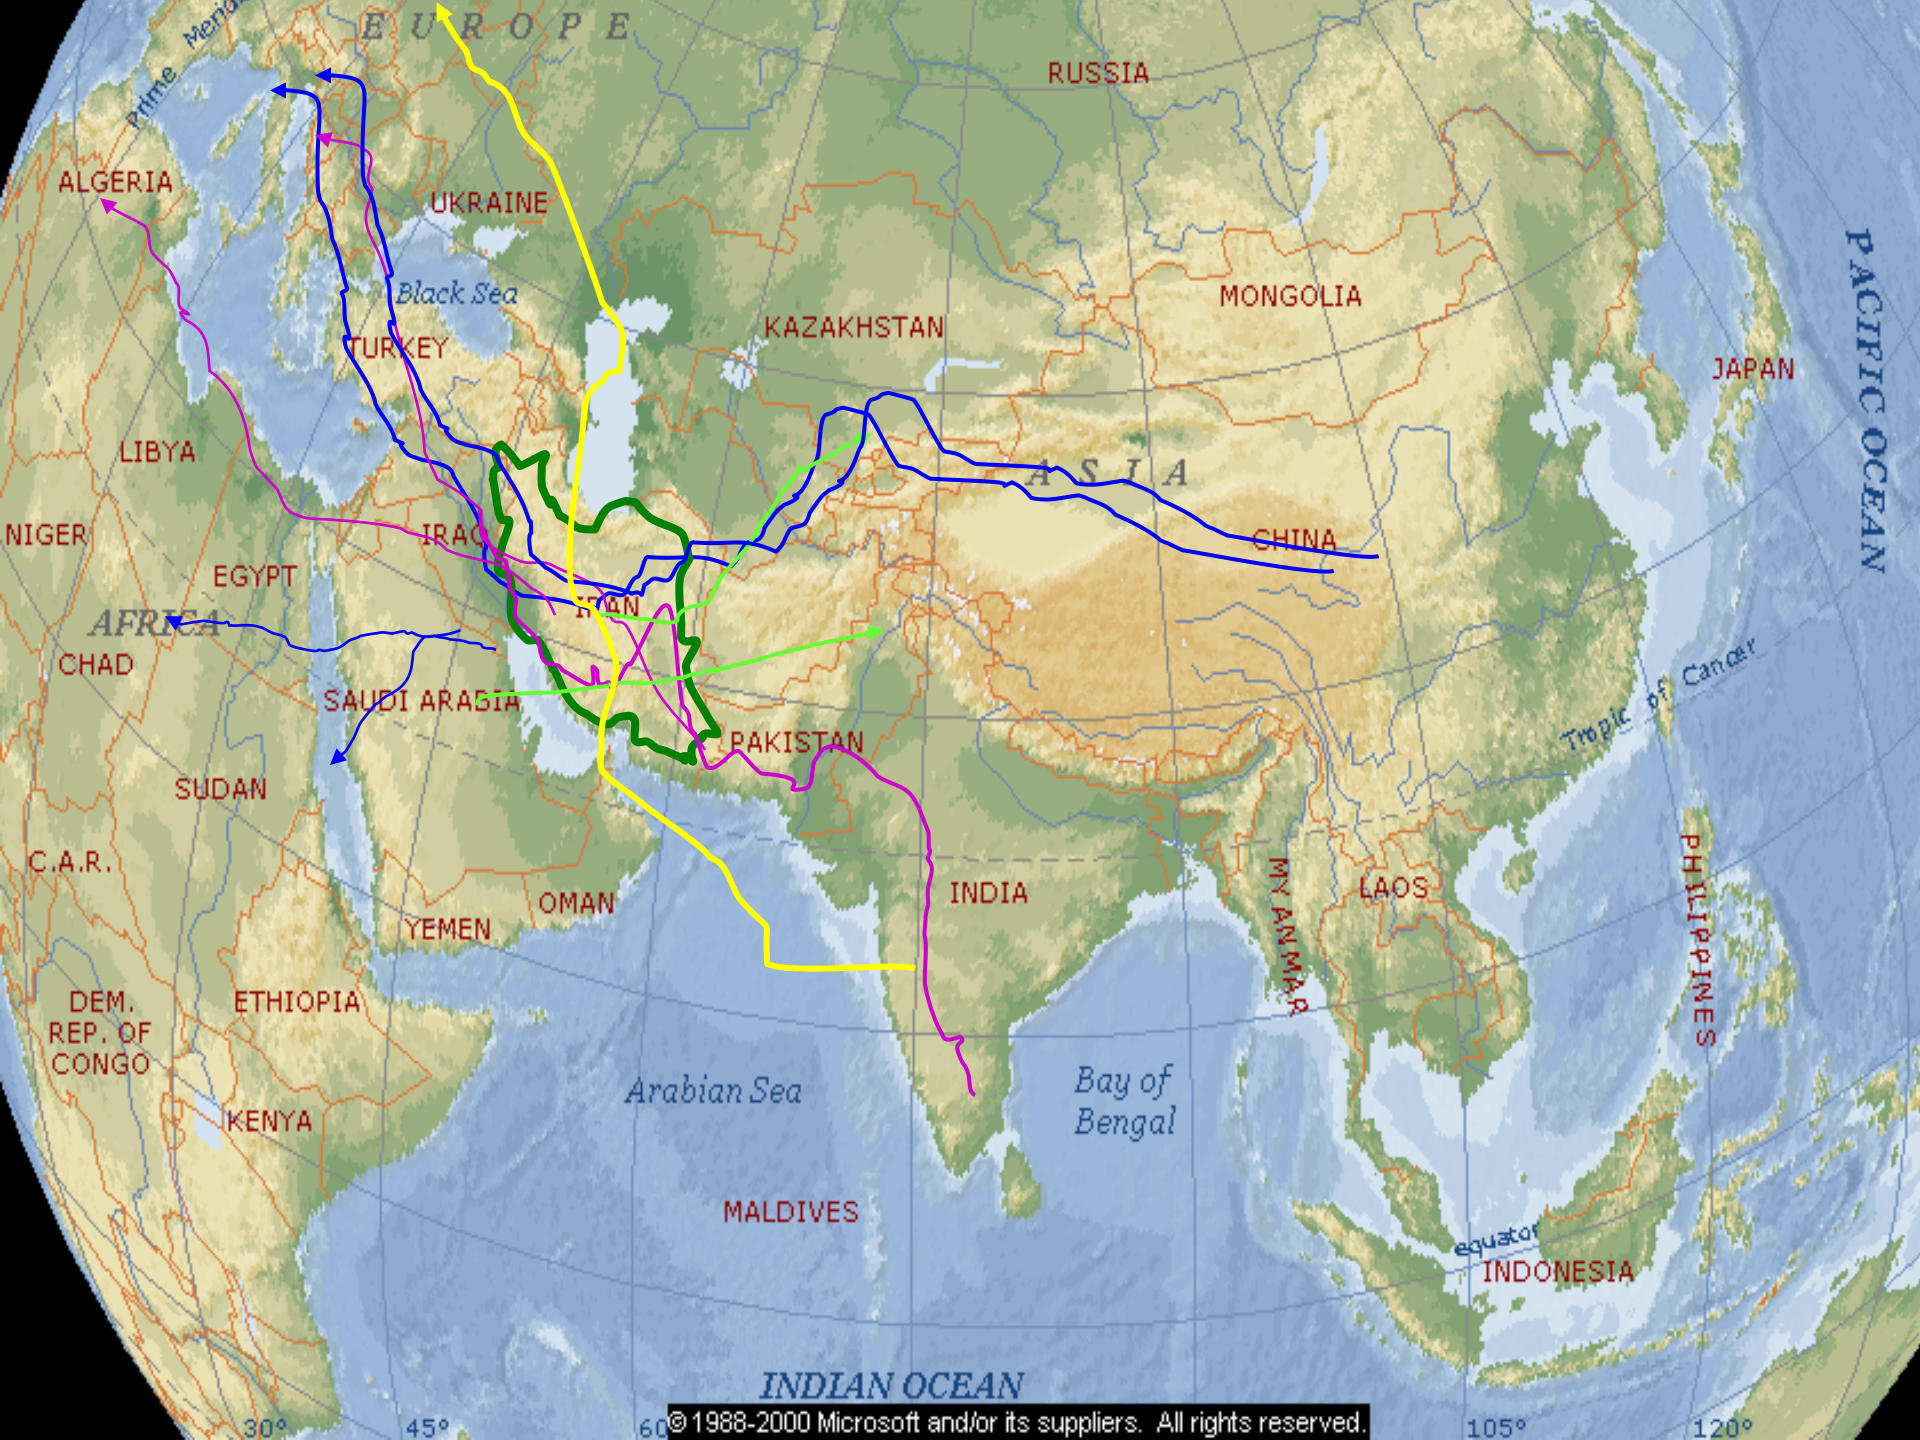 EUROPE
Prime
RUSSIA
ALGERIA
UKRAINE
PACIFIC OCEAN
Black Sea
MONGOLIA
KAZAKHSTAN
TURKEY
JAPAN
LIBYA
ASIA
NIGER
IRAQ
CHINA
EGYPT
IRAN
AFRICA
CHAD
Tropic of Cancer
SAUDI ARABIA
PAKISTAN
SUDAN
C.A.R.
PHILIPPINES
MYANMAR
LAOS
INDIA
OMAN
YEMEN
DEM.
REP. OF
CONGO
ETHIOPIA
Arabian Sea
Bay of
Bengal
KENYA
MALDIVES
equator
INDONESIA
INDIAN OCEAN
30°
45°
60
© 1988-2000 Microsoft and/or its suppliers. All rights reserved.
105°
120°